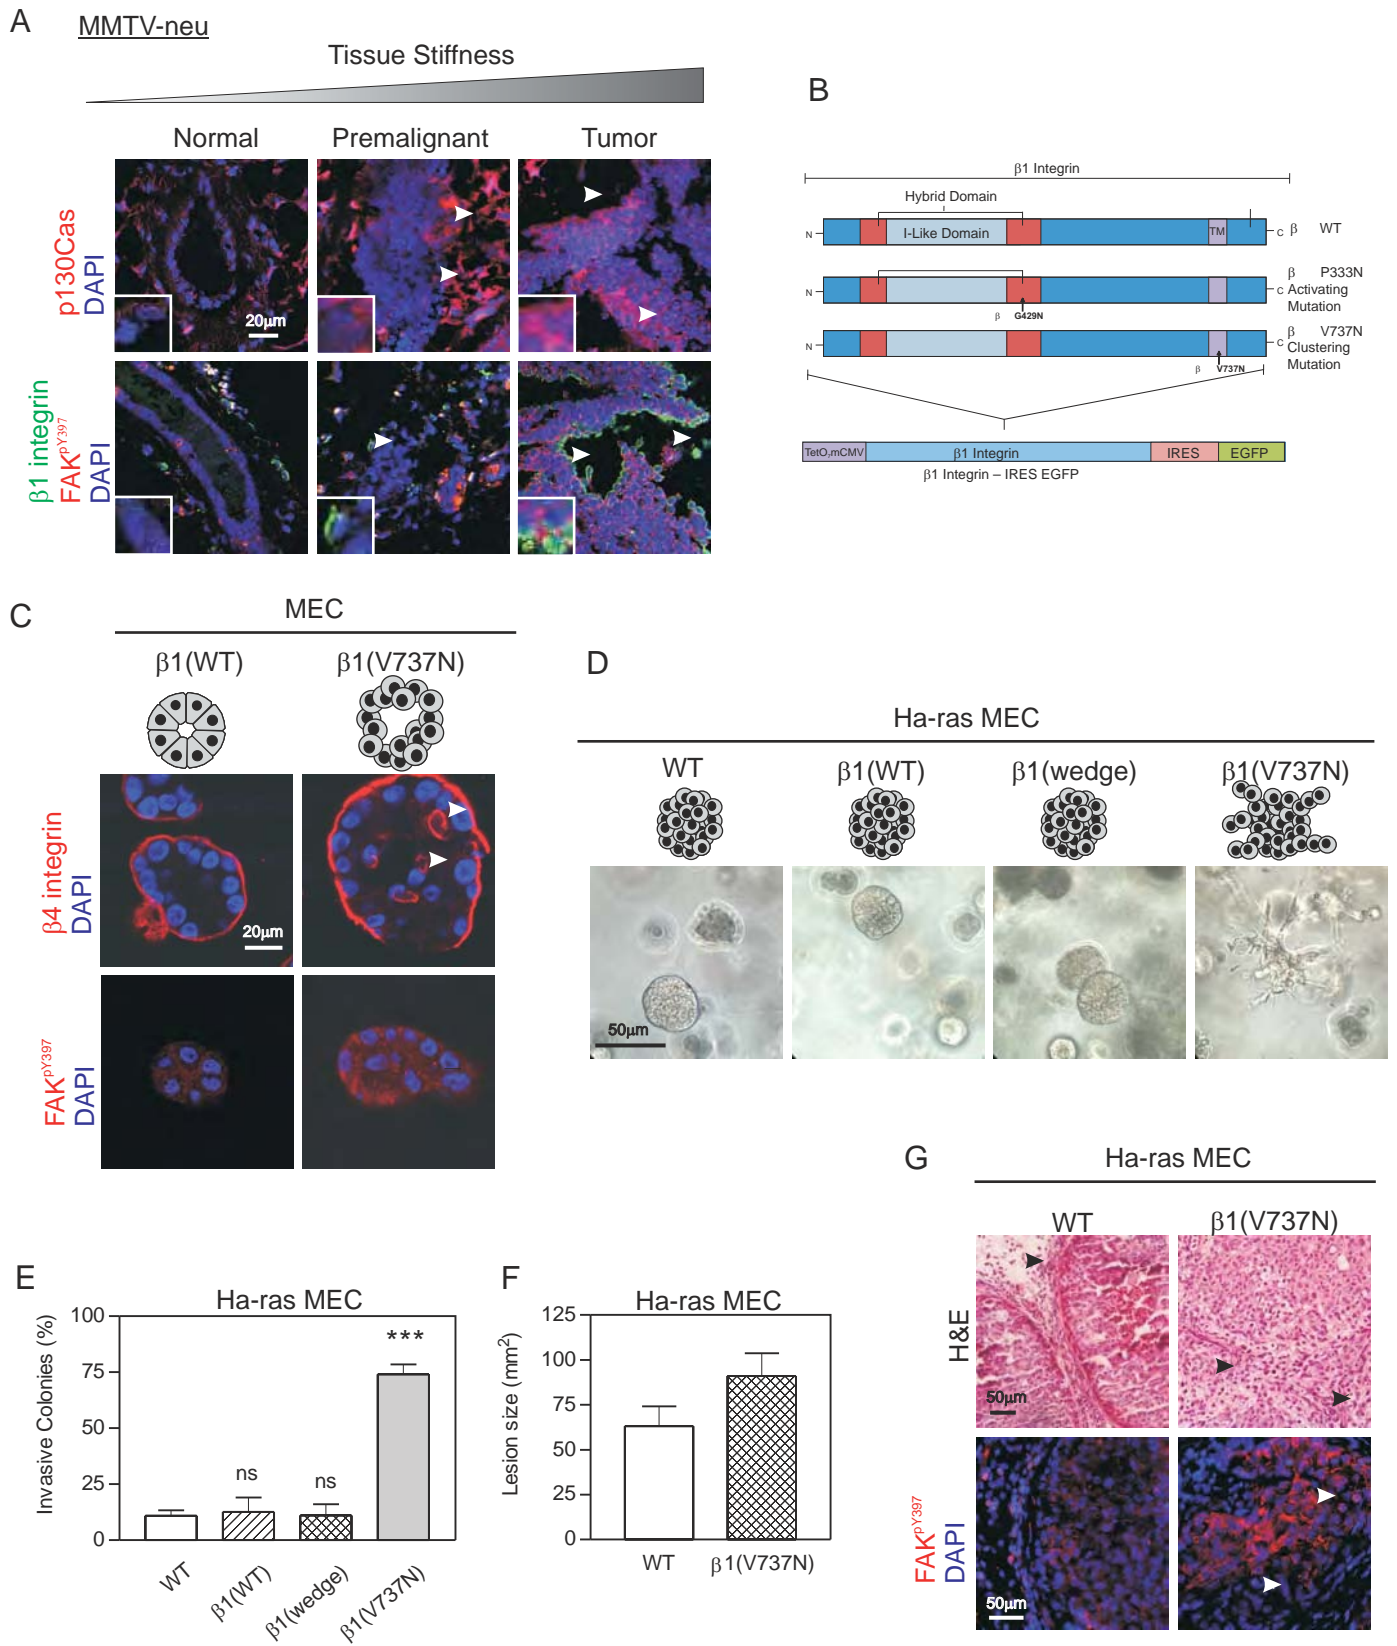 A
MMTV-neu
Tissue Stiffness
Normal
Premalignant
Tumor
p130Cas
DAPI
20μm
β1 integrin
FAKpY397
DAPI
B
β1 Integrin
Hybrid Domain
N
I-Like Domain
TM
C
β WT
N
C
β P333N
Activating
Mutation
β G429N
N
C
β V737N
Clustering
Mutation
β V737N
TetO7mCMV
β1 Integrin
IRES
EGFP
β1 Integrin – IRES EGFP
C
MEC
β1(WT)
β1(V737N)
β4 integrin
DAPI
20μm
FAKpY397
DAPI
D
Ha-ras MEC
WT
β1(WT)
β1(wedge)
β1(V737N)
50μm
E
Ha-ras MEC
Invasive Colonies (%)
100
75
50
25
0
ns
ns
***
WT
β1(WT)
β1(wedge)
β1(V737N)
F
Ha-ras MEC
Lesion size (mm²)
125
100
75
50
25
0
WT
β1(V737N)
G
Ha-ras MEC
WT
β1(V737N)
H&E
50μm
FAKpY397
DAPI
50μm